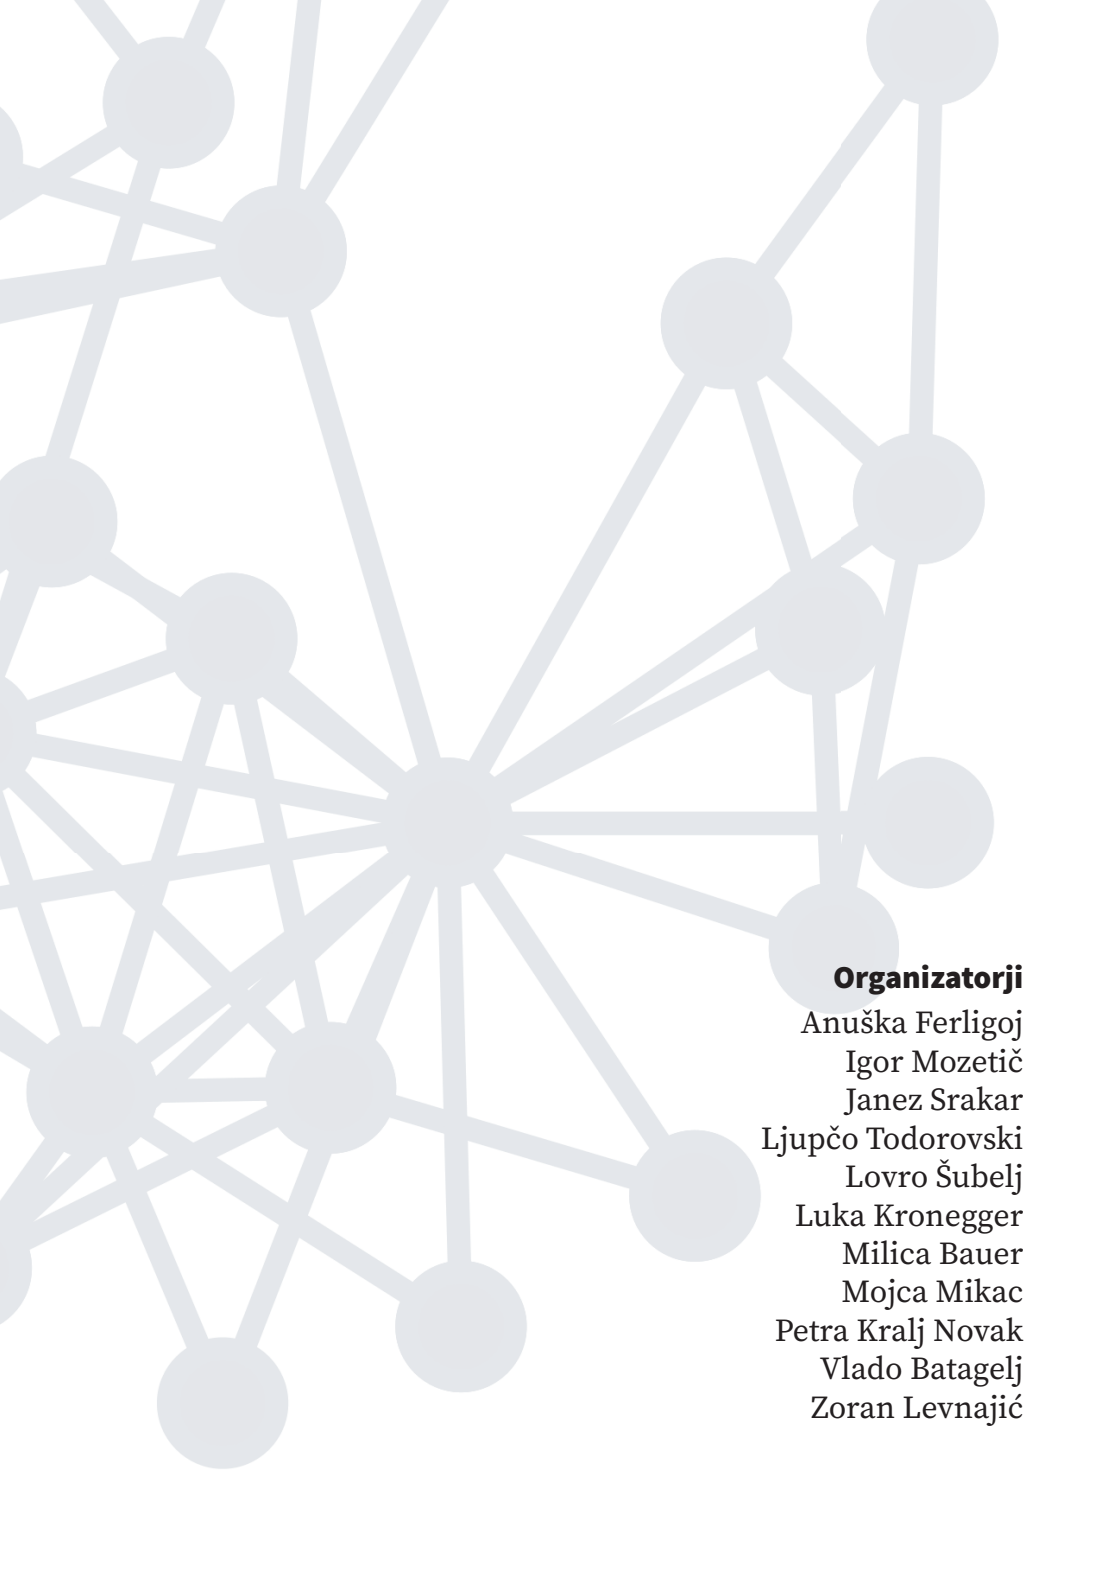 Organizatorji
Anuška Ferligoj
Igor Mozetič
Janez Srakar
Ljupčo Todorovski
Lovro Šubelj
Luka Kronegger
Milica Bauer
Mojca Mikac
Petra Kralj Novak
Vlado Batagelj
Zoran Levnajić